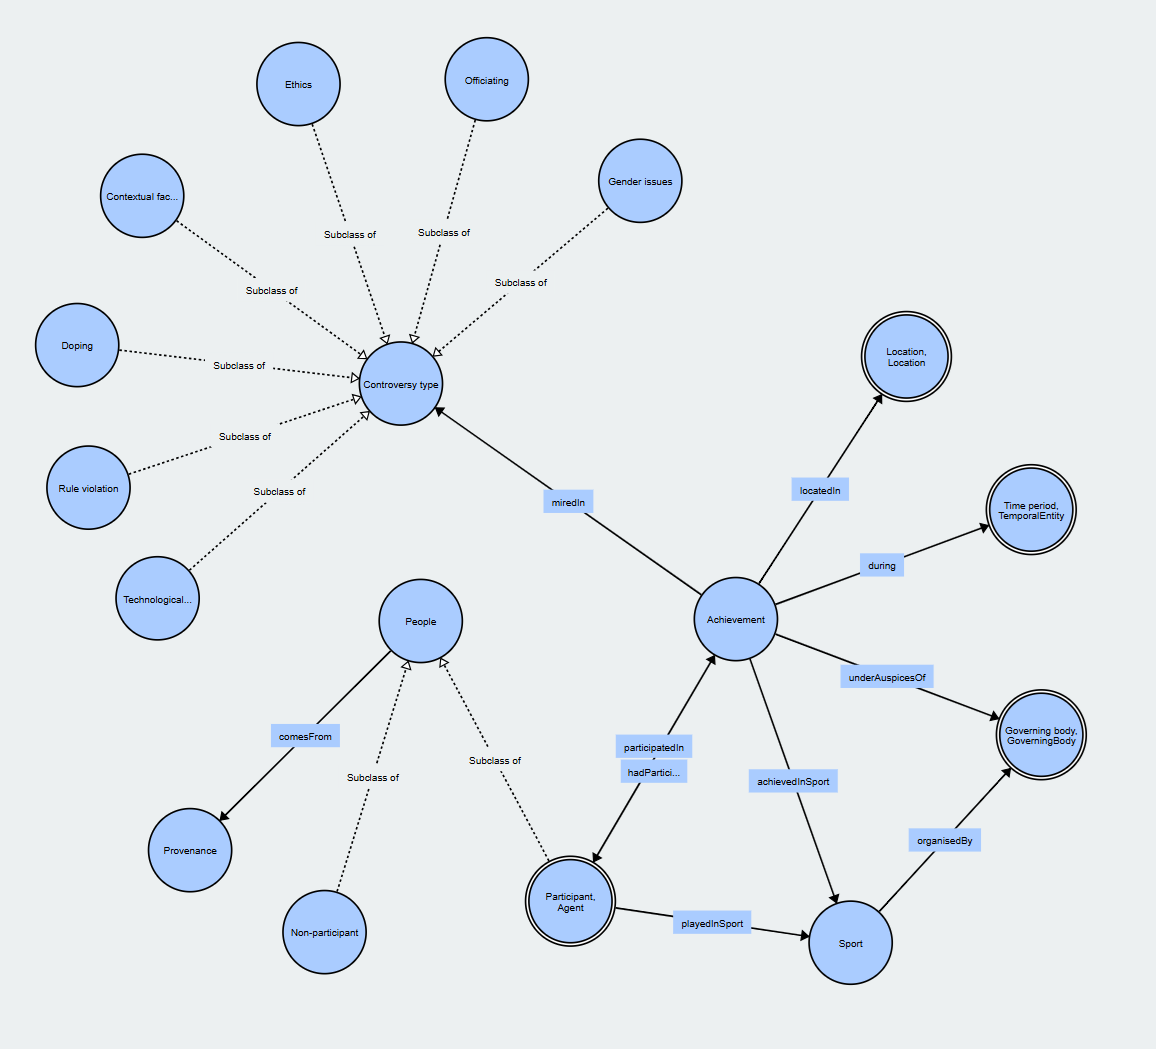 Ethics
Officiating
Gender issues
Contextual fac...
Subclass of
Subclass of
Subclass of
Subclass of
Doping
Subclass of
Controversy type
Location,
Location
Rule violation
Subclass of
Subclass of
miredIn
locatedIn
Time period,
TemporalEntity
during
Technological...
People
Achievement
underAuspicesOf
comesFrom
Subclass of
Subclass of
participatedIn
hadPartici...
achievedInSport
Governing body,
GoverningBody
organisedBy
Provenance
Non-participant
Participant,
Agent
playedInSport
Sport